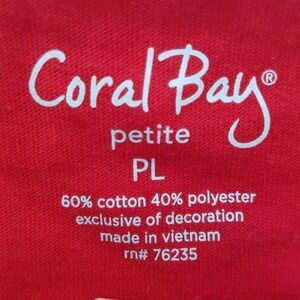 Coral Bay®
petite
PL
60% cotton 40% polyester
exclusive of decoration
made in vietnam
rn# 76235